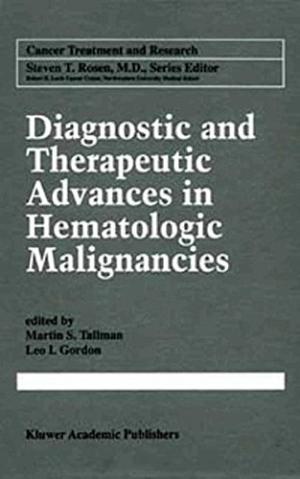 Cancer Treatment and Research
Steven T. Rosen, M.D., Series Editor
Robert H. Lurie Cancer Center, Northwestern University Medical School
Diagnostic and
Therapeutic
Advances in
Hematologic
Malignancies
edited by
Martin S. Tallman
Leo I. Gordon
Kluwer Academic Publishers